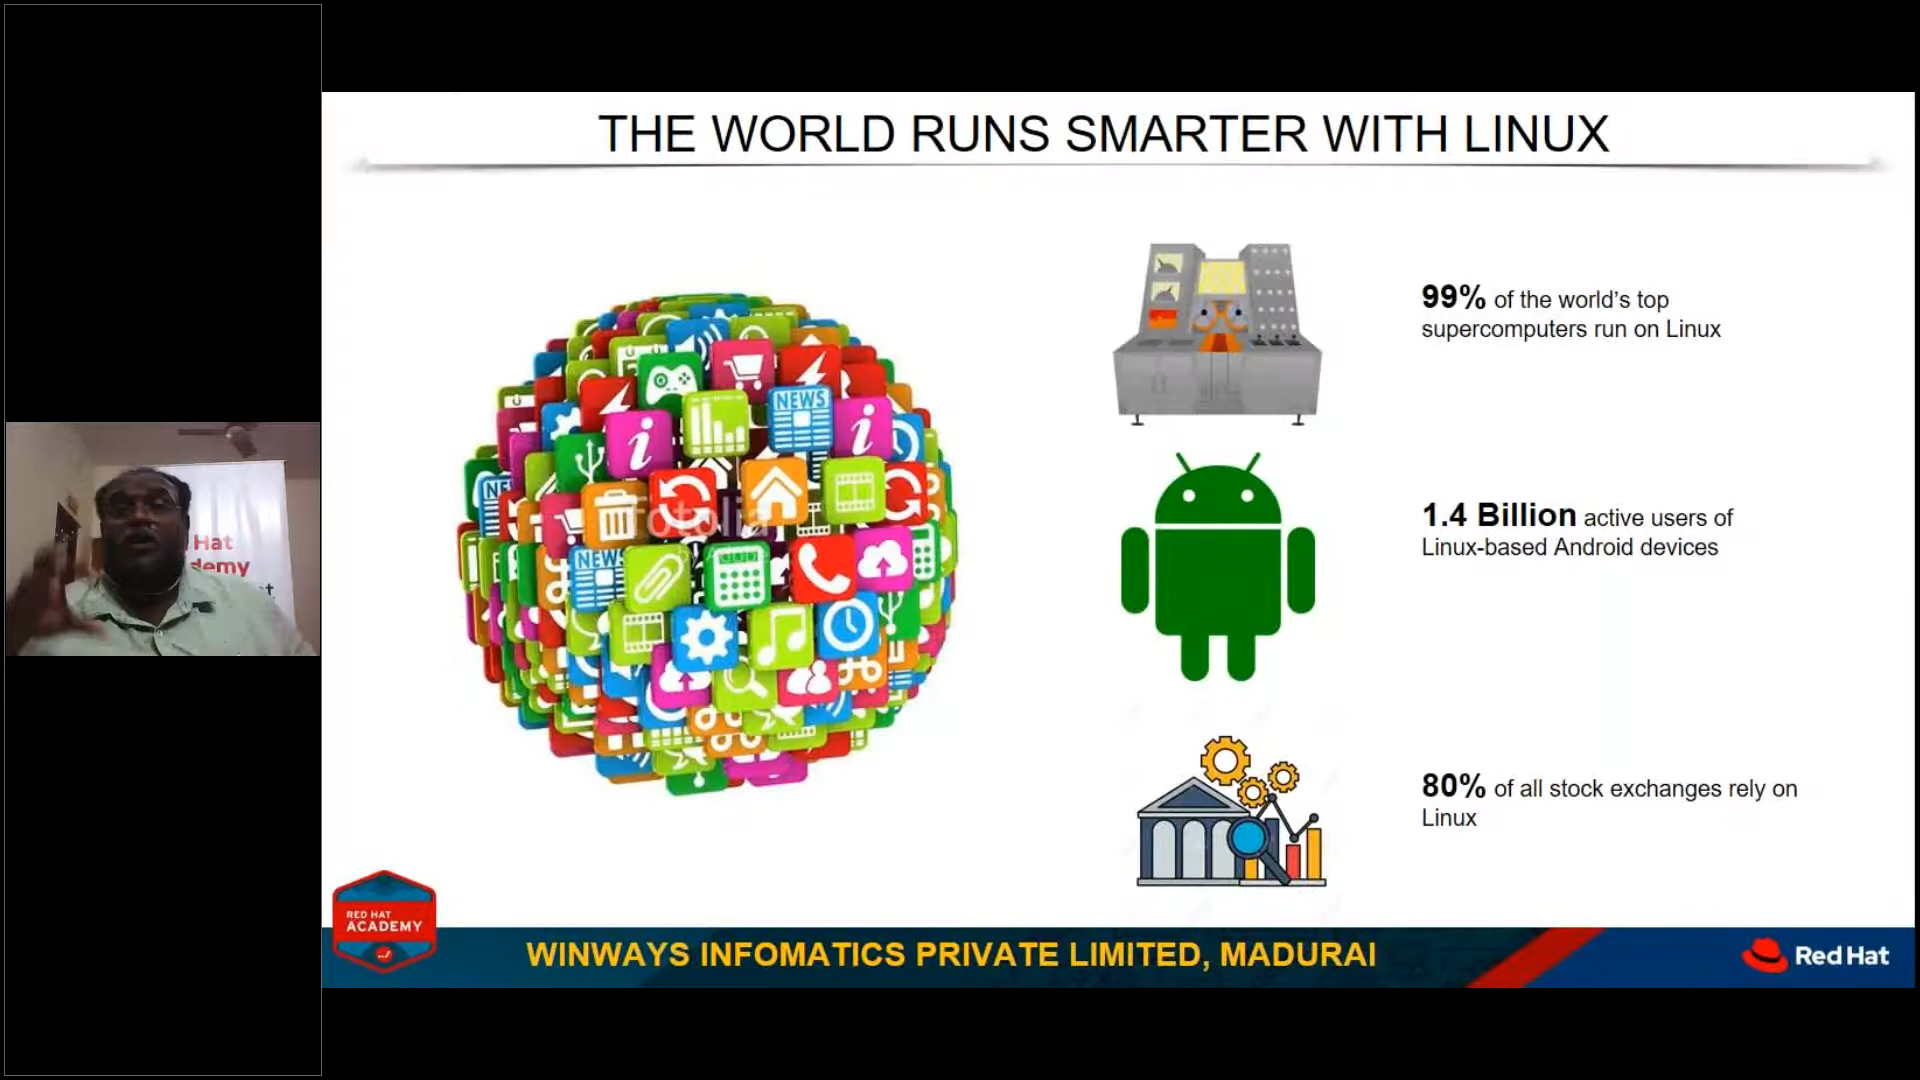 THE WORLD RUNS SMARTER WITH LINUX
99% of the world’s top
supercomputers run on Linux
NEWS
1.4 Billion active users of
Linux-based Android devices
NEWS
fotolia
Hat
80% of all stock exchanges rely on
Linux
RED HAT
ACADEMY
WINWAYS INFOMATICS PRIVATE LIMITED, MADURAI
Red Hat